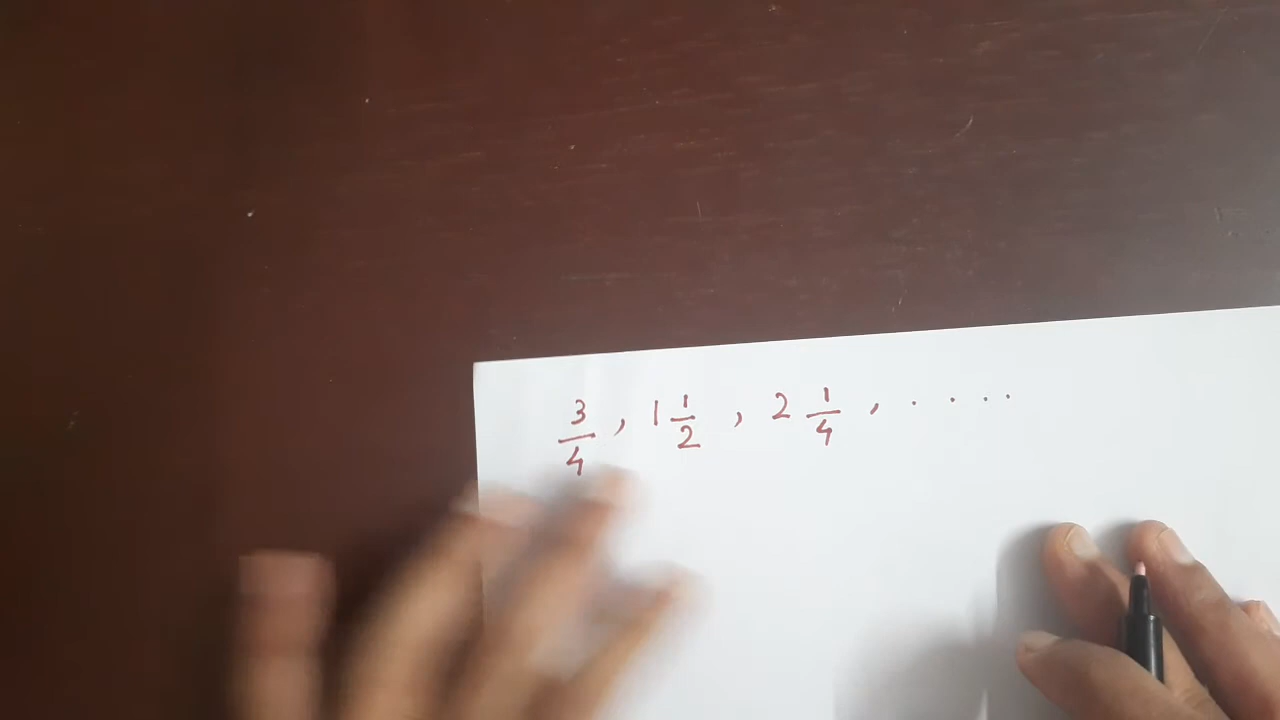 3/4 , 1 1/2 , 2 1/4 , . . . .